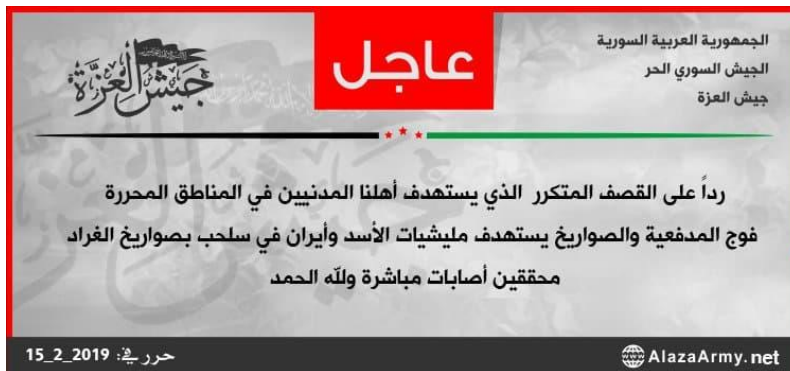 الجمهورية العربية السورية
الجيش السوري الحر
جيش العزة
عاجل
جيش العزة
رداً على القصف المتكرر الذي يستهدف أهلنا المدنيين في المناطق المحررة
فوج المدفعية والصواريخ يستهدف مليشيات الأسد وأيران في سلحب بصواريخ الغراد
محققين أصابات مباشرة ولله الحمد
AlazaArmy.net
حرر في: 2019_2_15